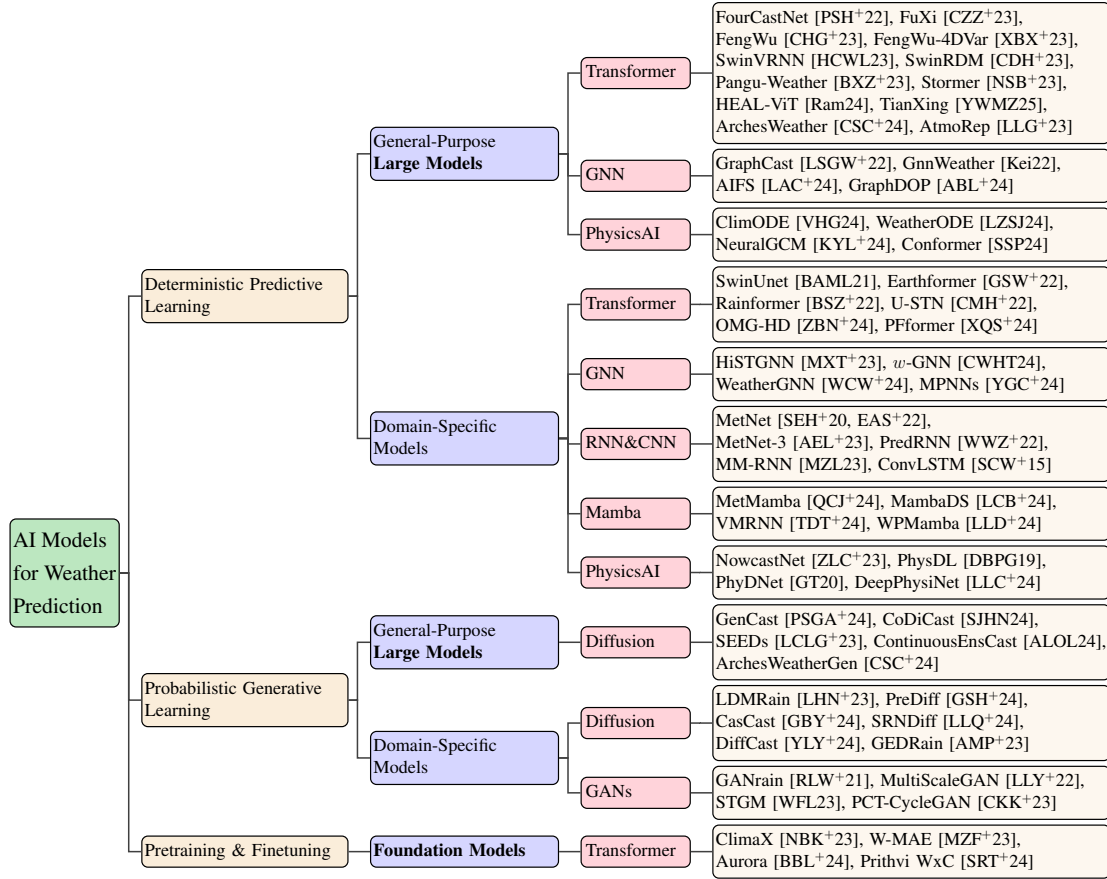 AI Models
for Weather
Prediction
Deterministic Predictive
Learning
General-Purpose
Large Models
Transformer
FourCastNet [PSH+22], FuXi [CZZ+23],
FengWu [CHG+23], FengWu-4DVar [XBX+23],
SwinVRNN [HCWL23], SwinRDM [CDH+23],
Pangu-Weather [BXZ+23], Stormer [NSB+23],
HEAL-ViT [Ram24], TianXing [YWMZ25],
ArchesWeather [CSC+24], AtmoRep [LLG+23]
GNN
GraphCast [LSGW+22], GnnWeather [Kei22],
AIFS [LAC+24], GraphDOP [ABL+24]
PhysicsAI
ClimODE [VHG24], WeatherODE [LZSJ24],
NeuralGCM [KYL+24], Conformer [SSP24]
Domain-Specific
Models
Transformer
SwinUnet [BAML21], Earthformer [GSW+22],
Rainformer [BSZ+22], U-STN [CMH+22],
OMG-HD [ZBN+24], PFformer [XQS+24]
GNN
HiSTGNN [MXT+23], w-GNN [CWHT24],
WeatherGNN [WCW+24], MPNNs [YGC+24]
RNN&CNN
MetNet [SEH+20, EAS+22],
MetNet-3 [AEL+23], PredRNN [WWZ+22],
MM-RNN [MZL23], ConvLSTM [SCW+15]
Mamba
MetMamba [QCJ+24], MambaDS [LCB+24],
VMRNN [TDT+24], WPMamba [LLD+24]
PhysicsAI
NowcastNet [ZLC+23], PhysDL [DBPG19],
PhyDNet [GT20], DeepPhysiNet [LLC+24]
Probabilistic Generative
Learning
General-Purpose
Large Models
Diffusion
GenCast [PSGA+24], CoDiCast [SJHN24],
SEEDs [LCLG+23], ContinuousEnsCast [ALOL24],
ArchesWeatherGen [CSC+24]
Domain-Specific
Models
Diffusion
LDMRain [LHN+23], PreDiff [GSH+24],
CasCast [GBY+24], SRNDiff [LLQ+24],
DiffCast [YLY+24], GEDRain [AMP+23]
GANs
GANrain [RLW+21], MultiScaleGAN [LLY+22],
STGM [WFL23], PCT-CycleGAN [CKK+23]
Pretraining & Finetuning
Foundation Models
Transformer
ClimaX [NBK+23], W-MAE [MZF+23],
Aurora [BBL+24], Prithvi WxC [SRT+24]